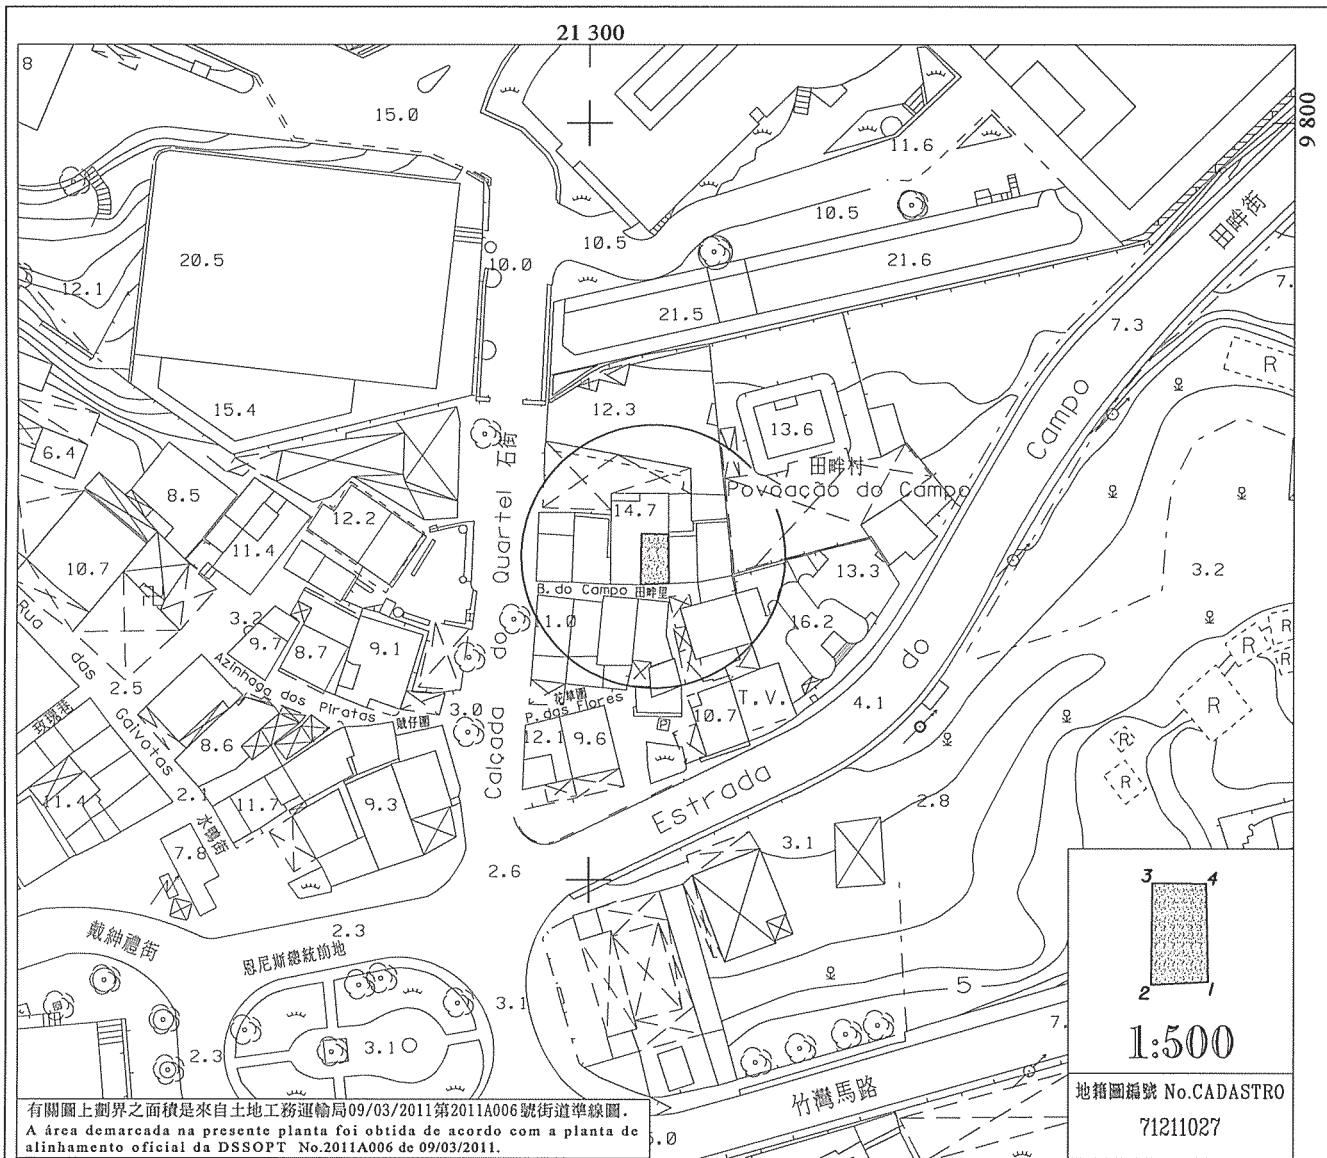 21 300
9 800
8
15.0
11.6
田畔街
10.5
10.5
10.0
20.5
21.6
12.1
21.5
7.3
7.
R
15.4
12.3
Campo
13.6
6.4
石街
田畔村
Povoação do Campo
8.5
14.7
12.2
11.4
Quartel
10.7
13.3
3.2
B. do Campo 田畔里
Rua
3.2
1.0
16.2
R
R
R
9.7
8.7
9.1
do
do
das
Azinhaga dos Piratas
2.5
花草圍
P. das Flores
T.V.
4.1
R
3.0
10.7
Gaivotas
8.6
12.1
9.6
R
Calçada
Estrada
R
2.1
11.7
9.3
11.4
2.8
水鴨街
7.8
3.1
2.6
3
4
戴紳禮街
2.3
恩尼斯總統前地
3.1
5
2
1
1:500
2.3
3.1
7.
竹灣馬路
地籍圖編號 No.CADASTRO
71211027
有關圖上劃界之面積是來自土地工務運輸局09/03/2011第2011A006號街道準線圖.
A área demarcada na presente planta foi obtida de acordo com a planta de
alinhamento oficial da DSSOPT No.2011A006 de 09/03/2011.
5.0